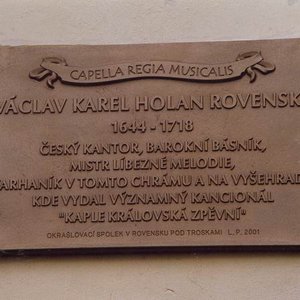 CAPELLA REGIA MUSICALIS
VÁCLAV KAREL HOLAN ROVENSK
1644 - 1718
ČESKÝ KANTOR, BAROKNÍ BÁSNÍK,
MISTR LÍBEZNÉ MELODIE,
ARHANÍK V TOMTO CHRÁMU A NA VYŠEHRAD
KDE VYDAL VÝZNAMNÝ KANCIONÁL
"KAPLE KRÁLOVSKÁ ZPĚVNÍ"
OKRAŠLOVACÍ SPOLEK V ROVENSKU POD TROSKAMI L.P. 2001